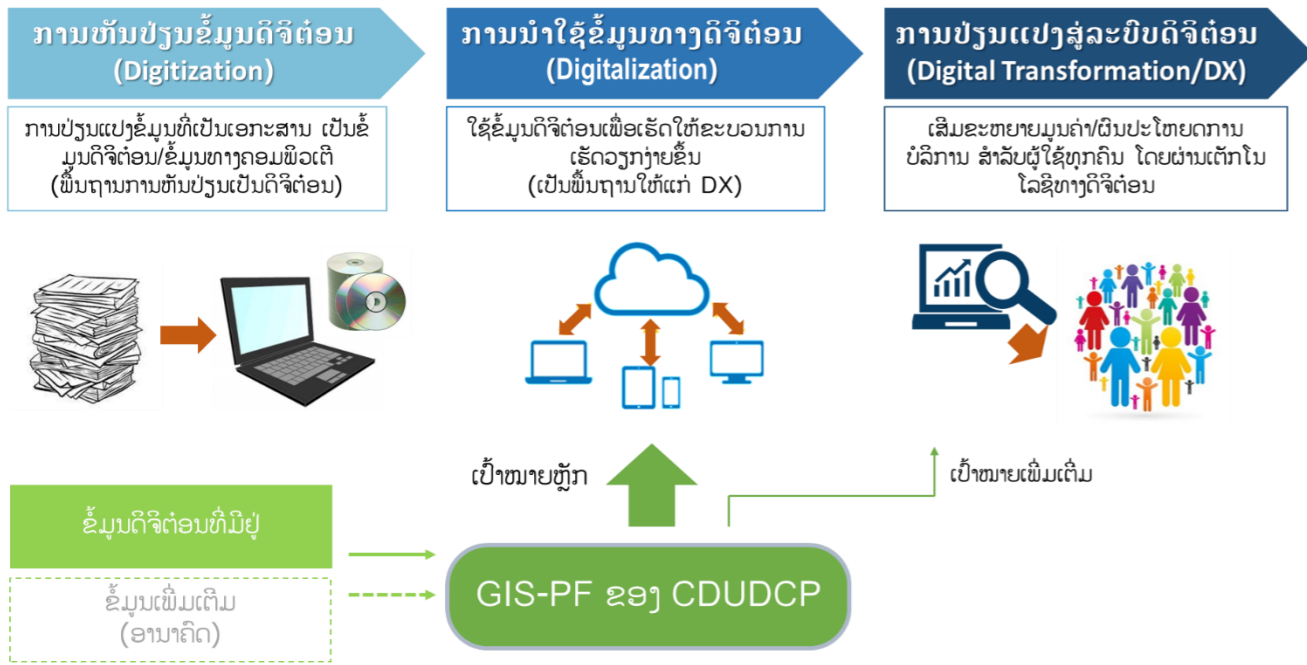 ການຫັນປ່ຽນຂໍ້ມູນດິຈິຕ໋ອນ
(Digitization)
ການນຳໃຊ້ຂໍ້ມູນທາງດິຈິຕ໋ອນ
(Digitalization)
ການປ່ຽນແປງສູ່ລະບົບດິຈິຕ໋ອນ
(Digital Transformation/DX)
ການປ່ຽນແປງຂໍ້ມູນທີ່ເປັນເອກະສານ ເປັນຂໍ້
ມູນດິຈິຕ໋ອນ/ຂໍ້ມູນທາງຄອມພິວເຕີ
(ພື້ນຖານການຫັນປ່ຽນເປັນດິຈິຕ໋ອນ)
ໃຊ້ຂໍ້ມູນດິຈິຕ໋ອນເພື່ອເຮັດໃຫ້ຂະບວນການ
ເຮັດວຽກງ່າຍຂຶ້ນ
(ເປັນພື້ນຖານໃຫ້ແກ່ DX)
ເສີມຂະຫຍາຍມູນຄ່າ/ຜົນປະໂຫຍດການ
ບໍລິການ ສຳລັບຜູ້ໃຊ້ທຸກຄົນ ໂດຍຜ່ານເຕັກໂນ
ໂລຊີທາງດິຈິຕ໋ອນ
ເປົ້າໝາຍຫຼັກ
ເປົ້າໝາຍເພີ່ມເຕີ່ມ
ຂໍ້ມູນດິຈິຕ໋ອນທີ່ມີຢູ່
ຂໍ້ມູນເພີ່ມເຕີມ
(ອານາຄົດ)
GIS-PF ຂອງ CDUDCP